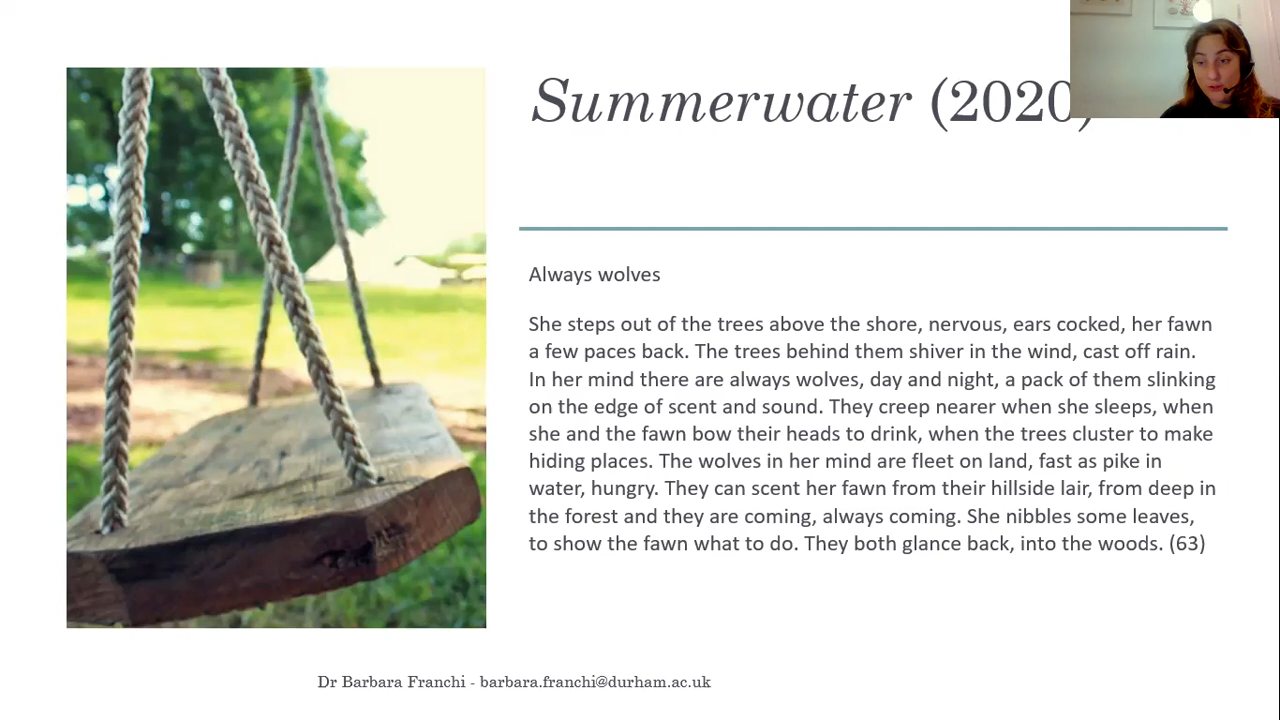 Summerwater (2020)
Always wolves
She steps out of the trees above the shore, nervous, ears cocked, her fawn
a few paces back. The trees behind them shiver in the wind, cast off rain.
In her mind there are always wolves, day and night, a pack of them slinking
on the edge of scent and sound. They creep nearer when she sleeps, when
she and the fawn bow their heads to drink, when the trees cluster to make
hiding places. The wolves in her mind are fleet on land, fast as pike in
water, hungry. They can scent her fawn from their hillside lair, from deep in
the forest and they are coming, always coming. She nibbles some leaves,
to show the fawn what to do. They both glance back, into the woods. (63)
Dr Barbara Franchi - barbara.franchi@durham.ac.uk